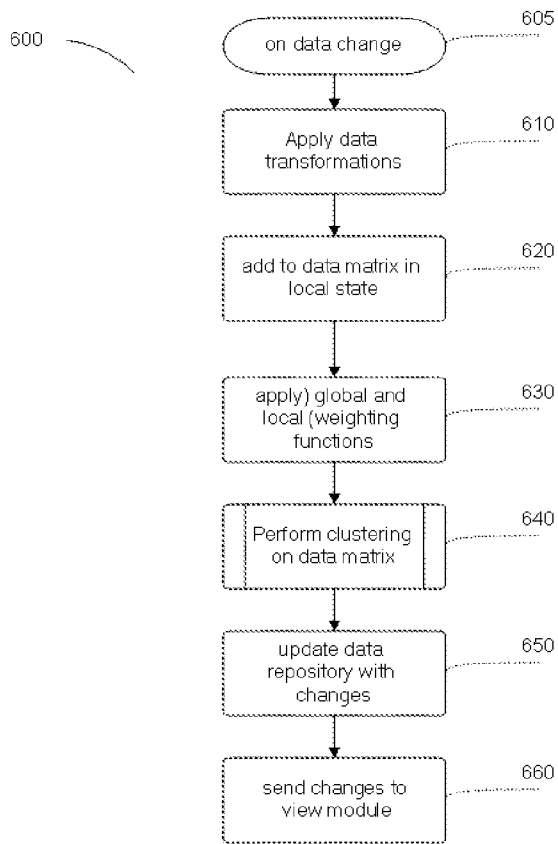 600
on data change
605
Apply data
transformations
610
add to data matrix in
local state
620
apply) global and
local (weighting
functions
630
Perform clustering
on data matrix
640
update data
repository with
changes
650
send changes to
view module
660